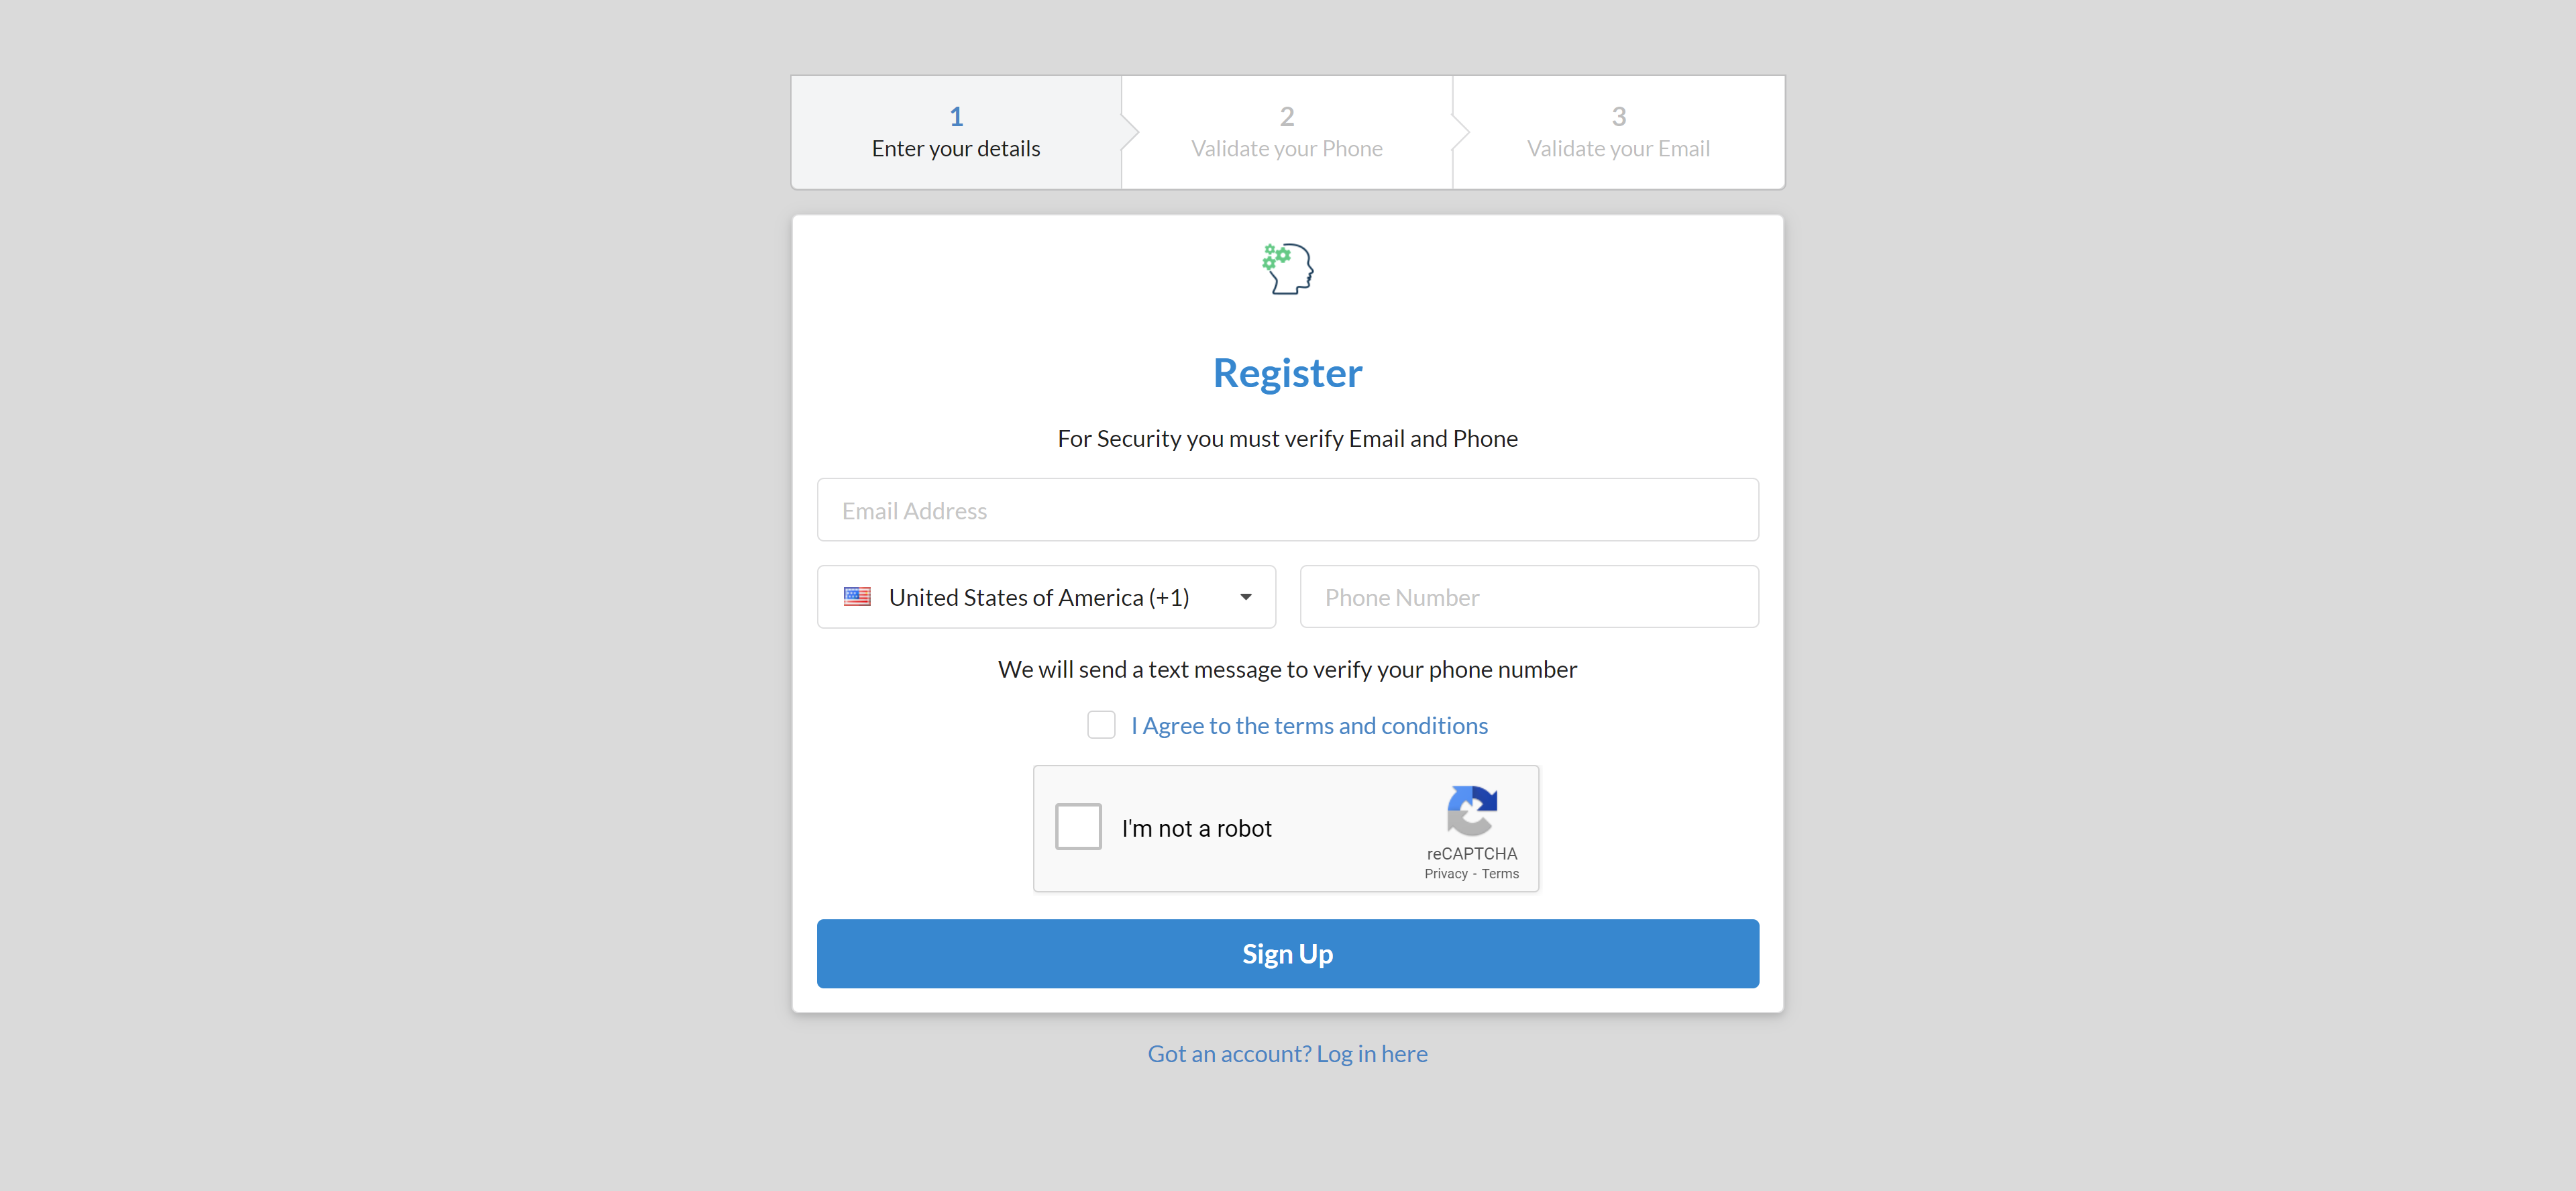 1
Enter your details
2
Validate your Phone
3
Validate your Email
Register
For Security you must verify Email and Phone
Email Address
United States of America (+1)
Phone Number
We will send a text message to verify your phone number
I Agree to the terms and conditions
I'm not a robot
reCAPTCHA
Privacy - Terms
Sign Up
Got an account? Log in here